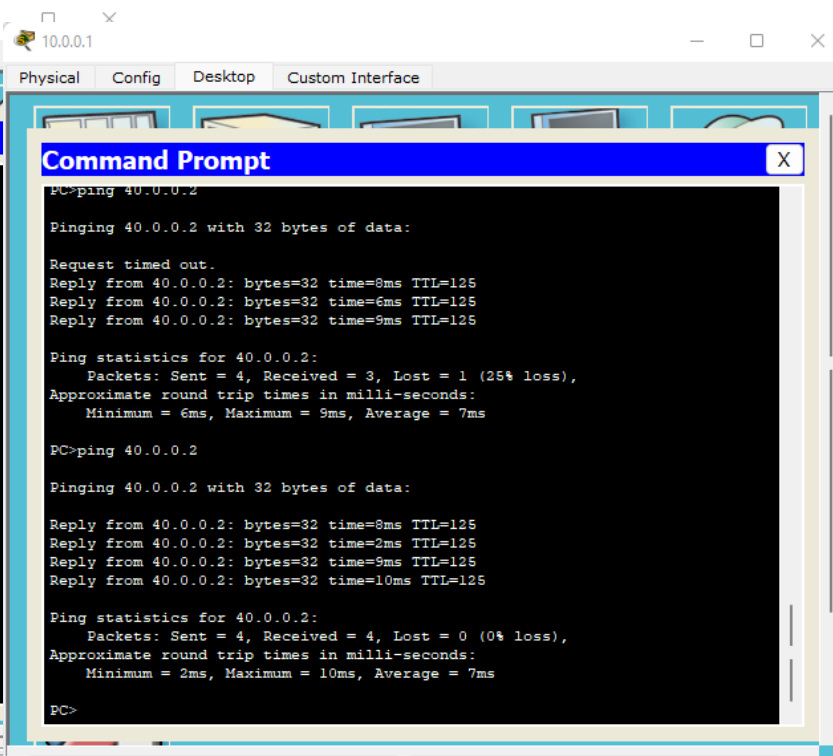 10.0.0.1
Physical Config Desktop Custom Interface
Command Prompt X
PC>ping 40.0.0.2
Pinging 40.0.0.2 with 32 bytes of data:
Request timed out.
Reply from 40.0.0.2: bytes=32 time=8ms TTL=125
Reply from 40.0.0.2: bytes=32 time=6ms TTL=125
Reply from 40.0.0.2: bytes=32 time=9ms TTL=125
Ping statistics for 40.0.0.2:
Packets: Sent = 4, Received = 3, Lost = 1 (25% loss),
Approximate round trip times in milli-seconds:
Minimum = 6ms, Maximum = 9ms, Average = 7ms
PC>ping 40.0.0.2
Pinging 40.0.0.2 with 32 bytes of data:
Reply from 40.0.0.2: bytes=32 time=8ms TTL=125
Reply from 40.0.0.2: bytes=32 time=2ms TTL=125
Reply from 40.0.0.2: bytes=32 time=9ms TTL=125
Reply from 40.0.0.2: bytes=32 time=10ms TTL=125
Ping statistics for 40.0.0.2:
Packets: Sent = 4, Received = 4, Lost = 0 (0% loss),
Approximate round trip times in milli-seconds:
Minimum = 2ms, Maximum = 10ms, Average = 7ms
PC>